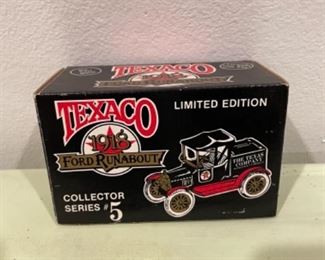 TEXACO
LIMITED EDITION
1918
FORD RUNABOUT
THE TEXAS
COMPANY
COLLECTOR
SERIES #5